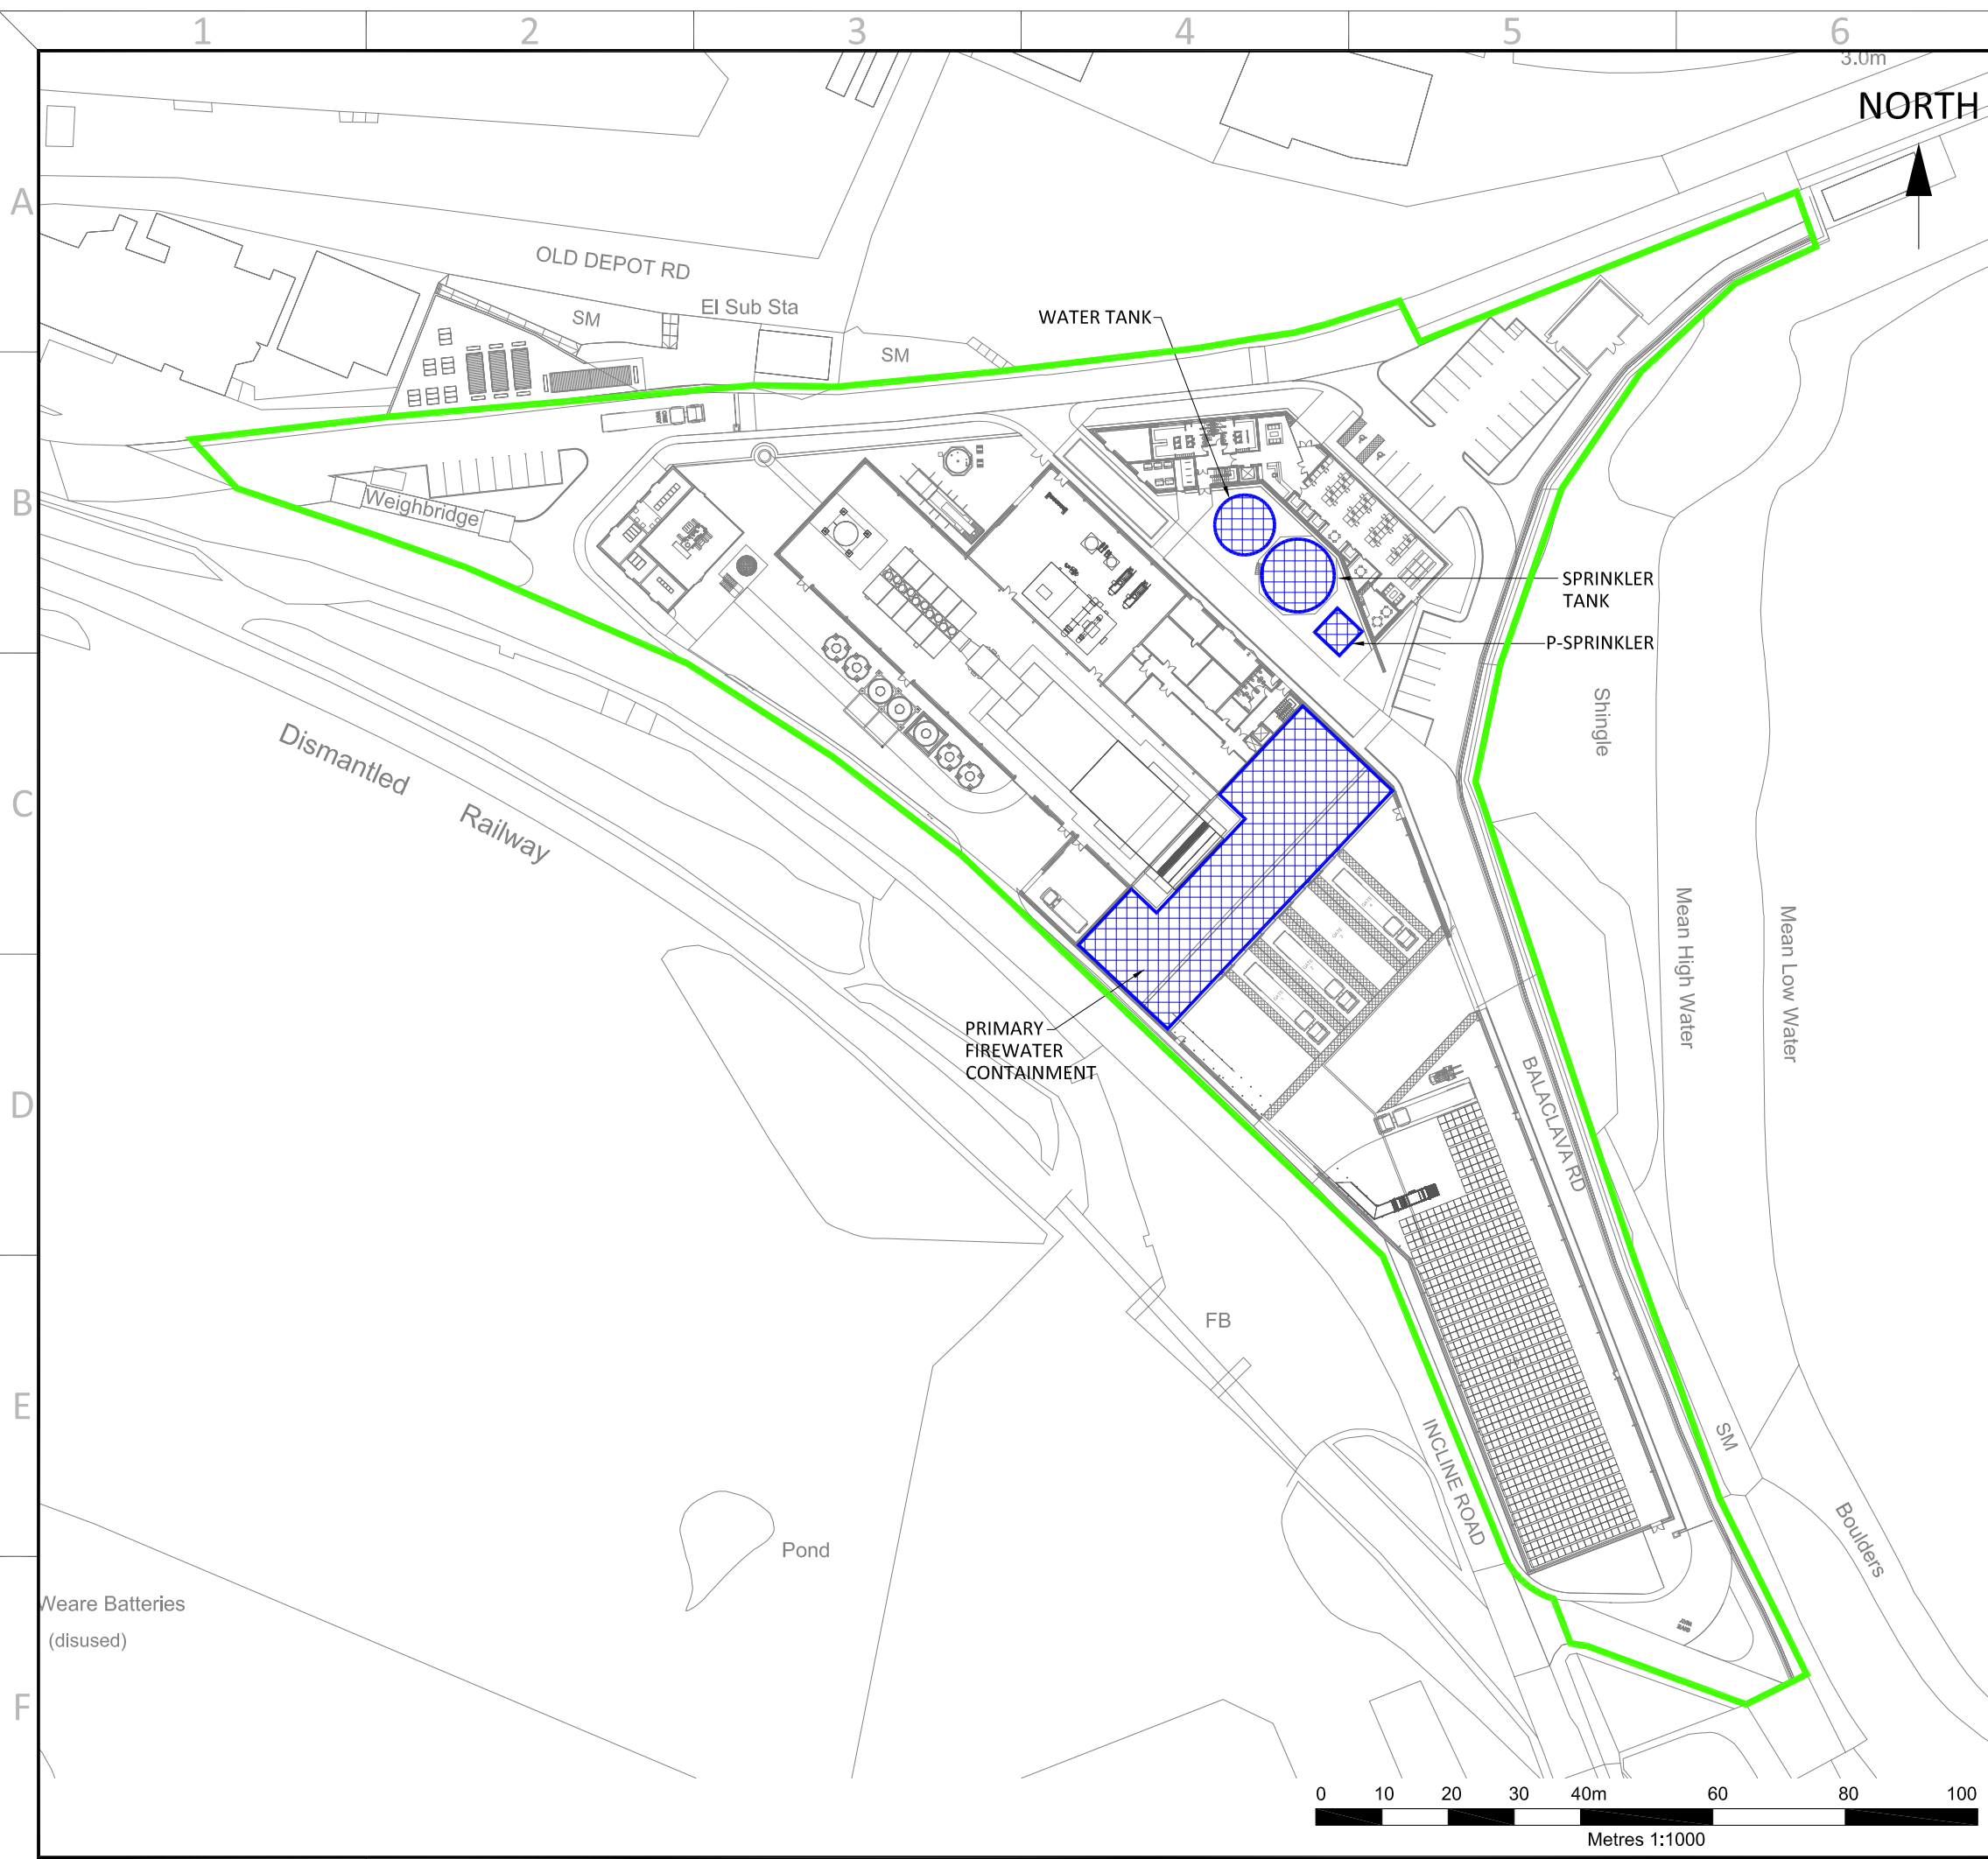 1 2 3 4 5 6
3.0m
NORTH
A
OLD DEPOT RD
El Sub Sta
SM
WATER TANK
SM
B
Weighbridge
SPRINKLER
TANK
P-SPRINKLER
Shingle
Dismantled
Railway
C
Mean High Water
Mean Low Water
PRIMARY
FIREWATER
CONTAINMENT
BALACLAVA RD
D
FB
E
INCLINE ROAD
SM
Boulders
Pond
Weare Batteries
(disused)
F
0 10 20 30 40m 60 80 100
Metres 1:1000